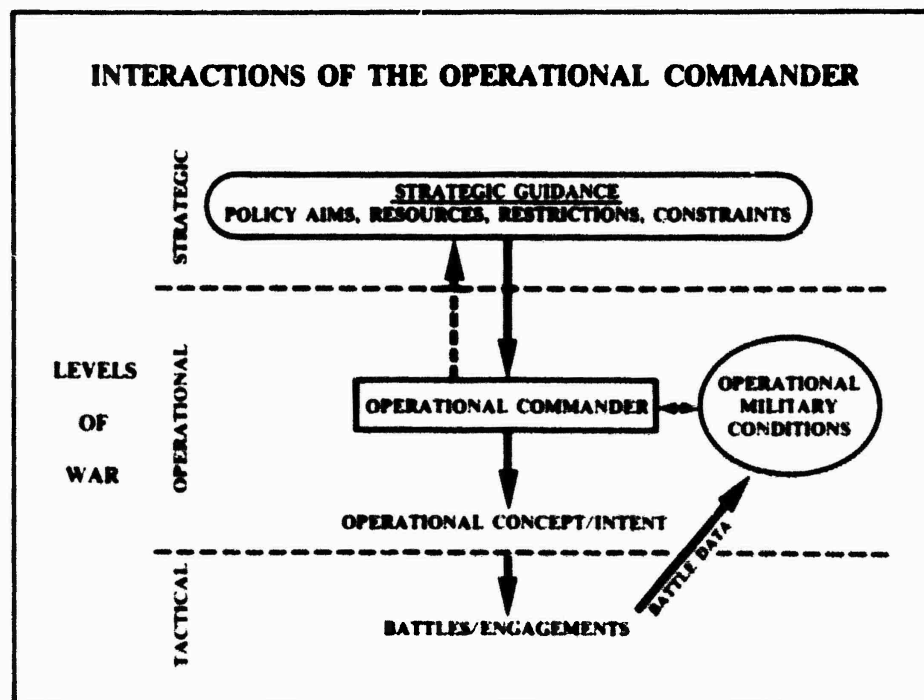 INTERACTIONS OF THE OPERATIONAL COMMANDER
STRATEGIC
STRATEGIC GUIDANCE
POLICY AIMS, RESOURCES, RESTRICTIONS, CONSTRAINTS
LEVELS
OF
WAR
OPERATIONAL
OPERATIONAL COMMANDER
OPERATIONAL
MILITARY
CONDITIONS
OPERATIONAL CONCEPT/INTENT
TACTICAL
BATTLES/ENGAGEMENTS
BATTLE DATA